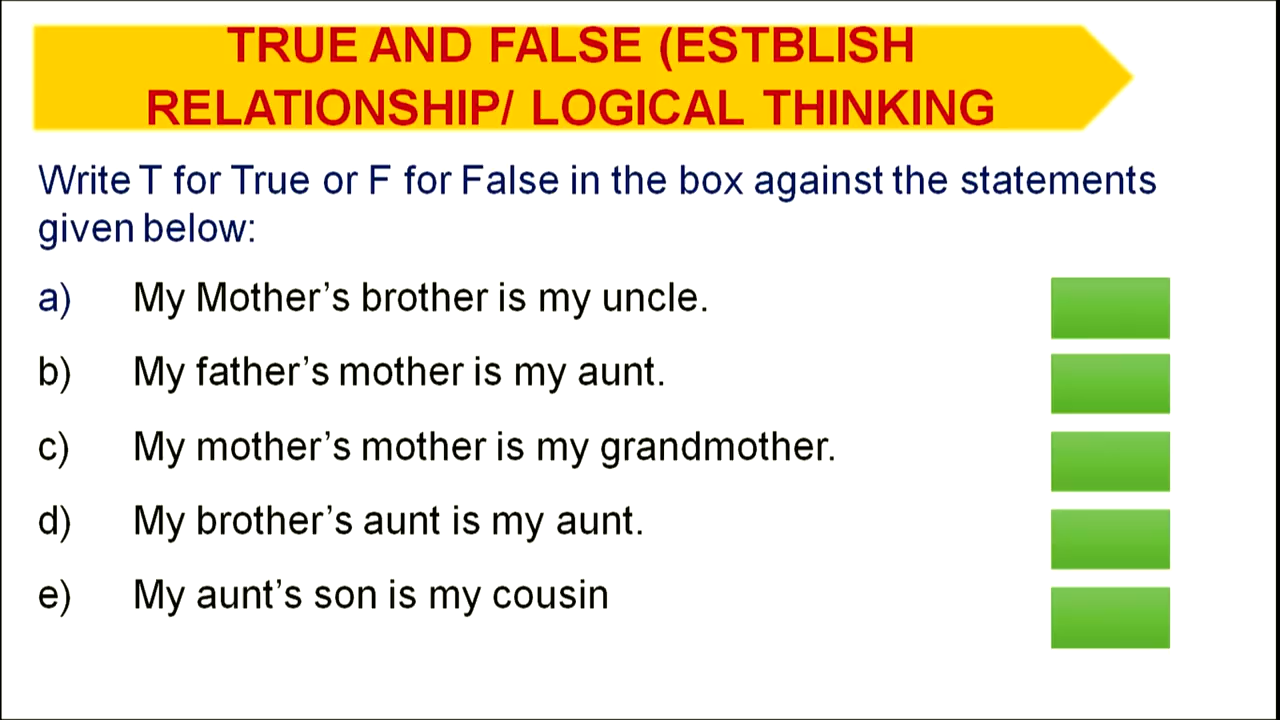 TRUE AND FALSE (ESTBLISH
RELATIONSHIP/ LOGICAL THINKING
Write T for True or F for False in the box against the statements
given below:
a) My Mother’s brother is my uncle.
b) My father’s mother is my aunt.
c) My mother’s mother is my grandmother.
d) My brother’s aunt is my aunt.
e) My aunt’s son is my cousin